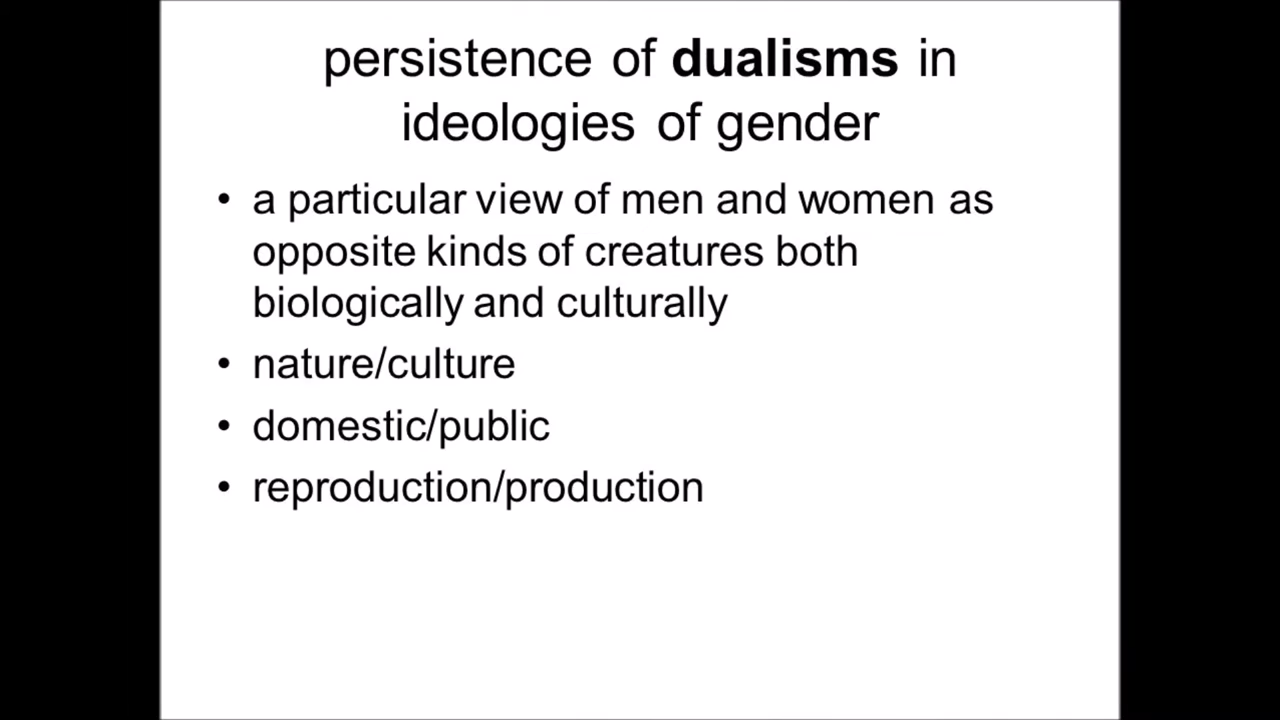 persistence of dualisms in
ideologies of gender
• a particular view of men and women as
opposite kinds of creatures both
biologically and culturally
• nature/culture
• domestic/public
• reproduction/production